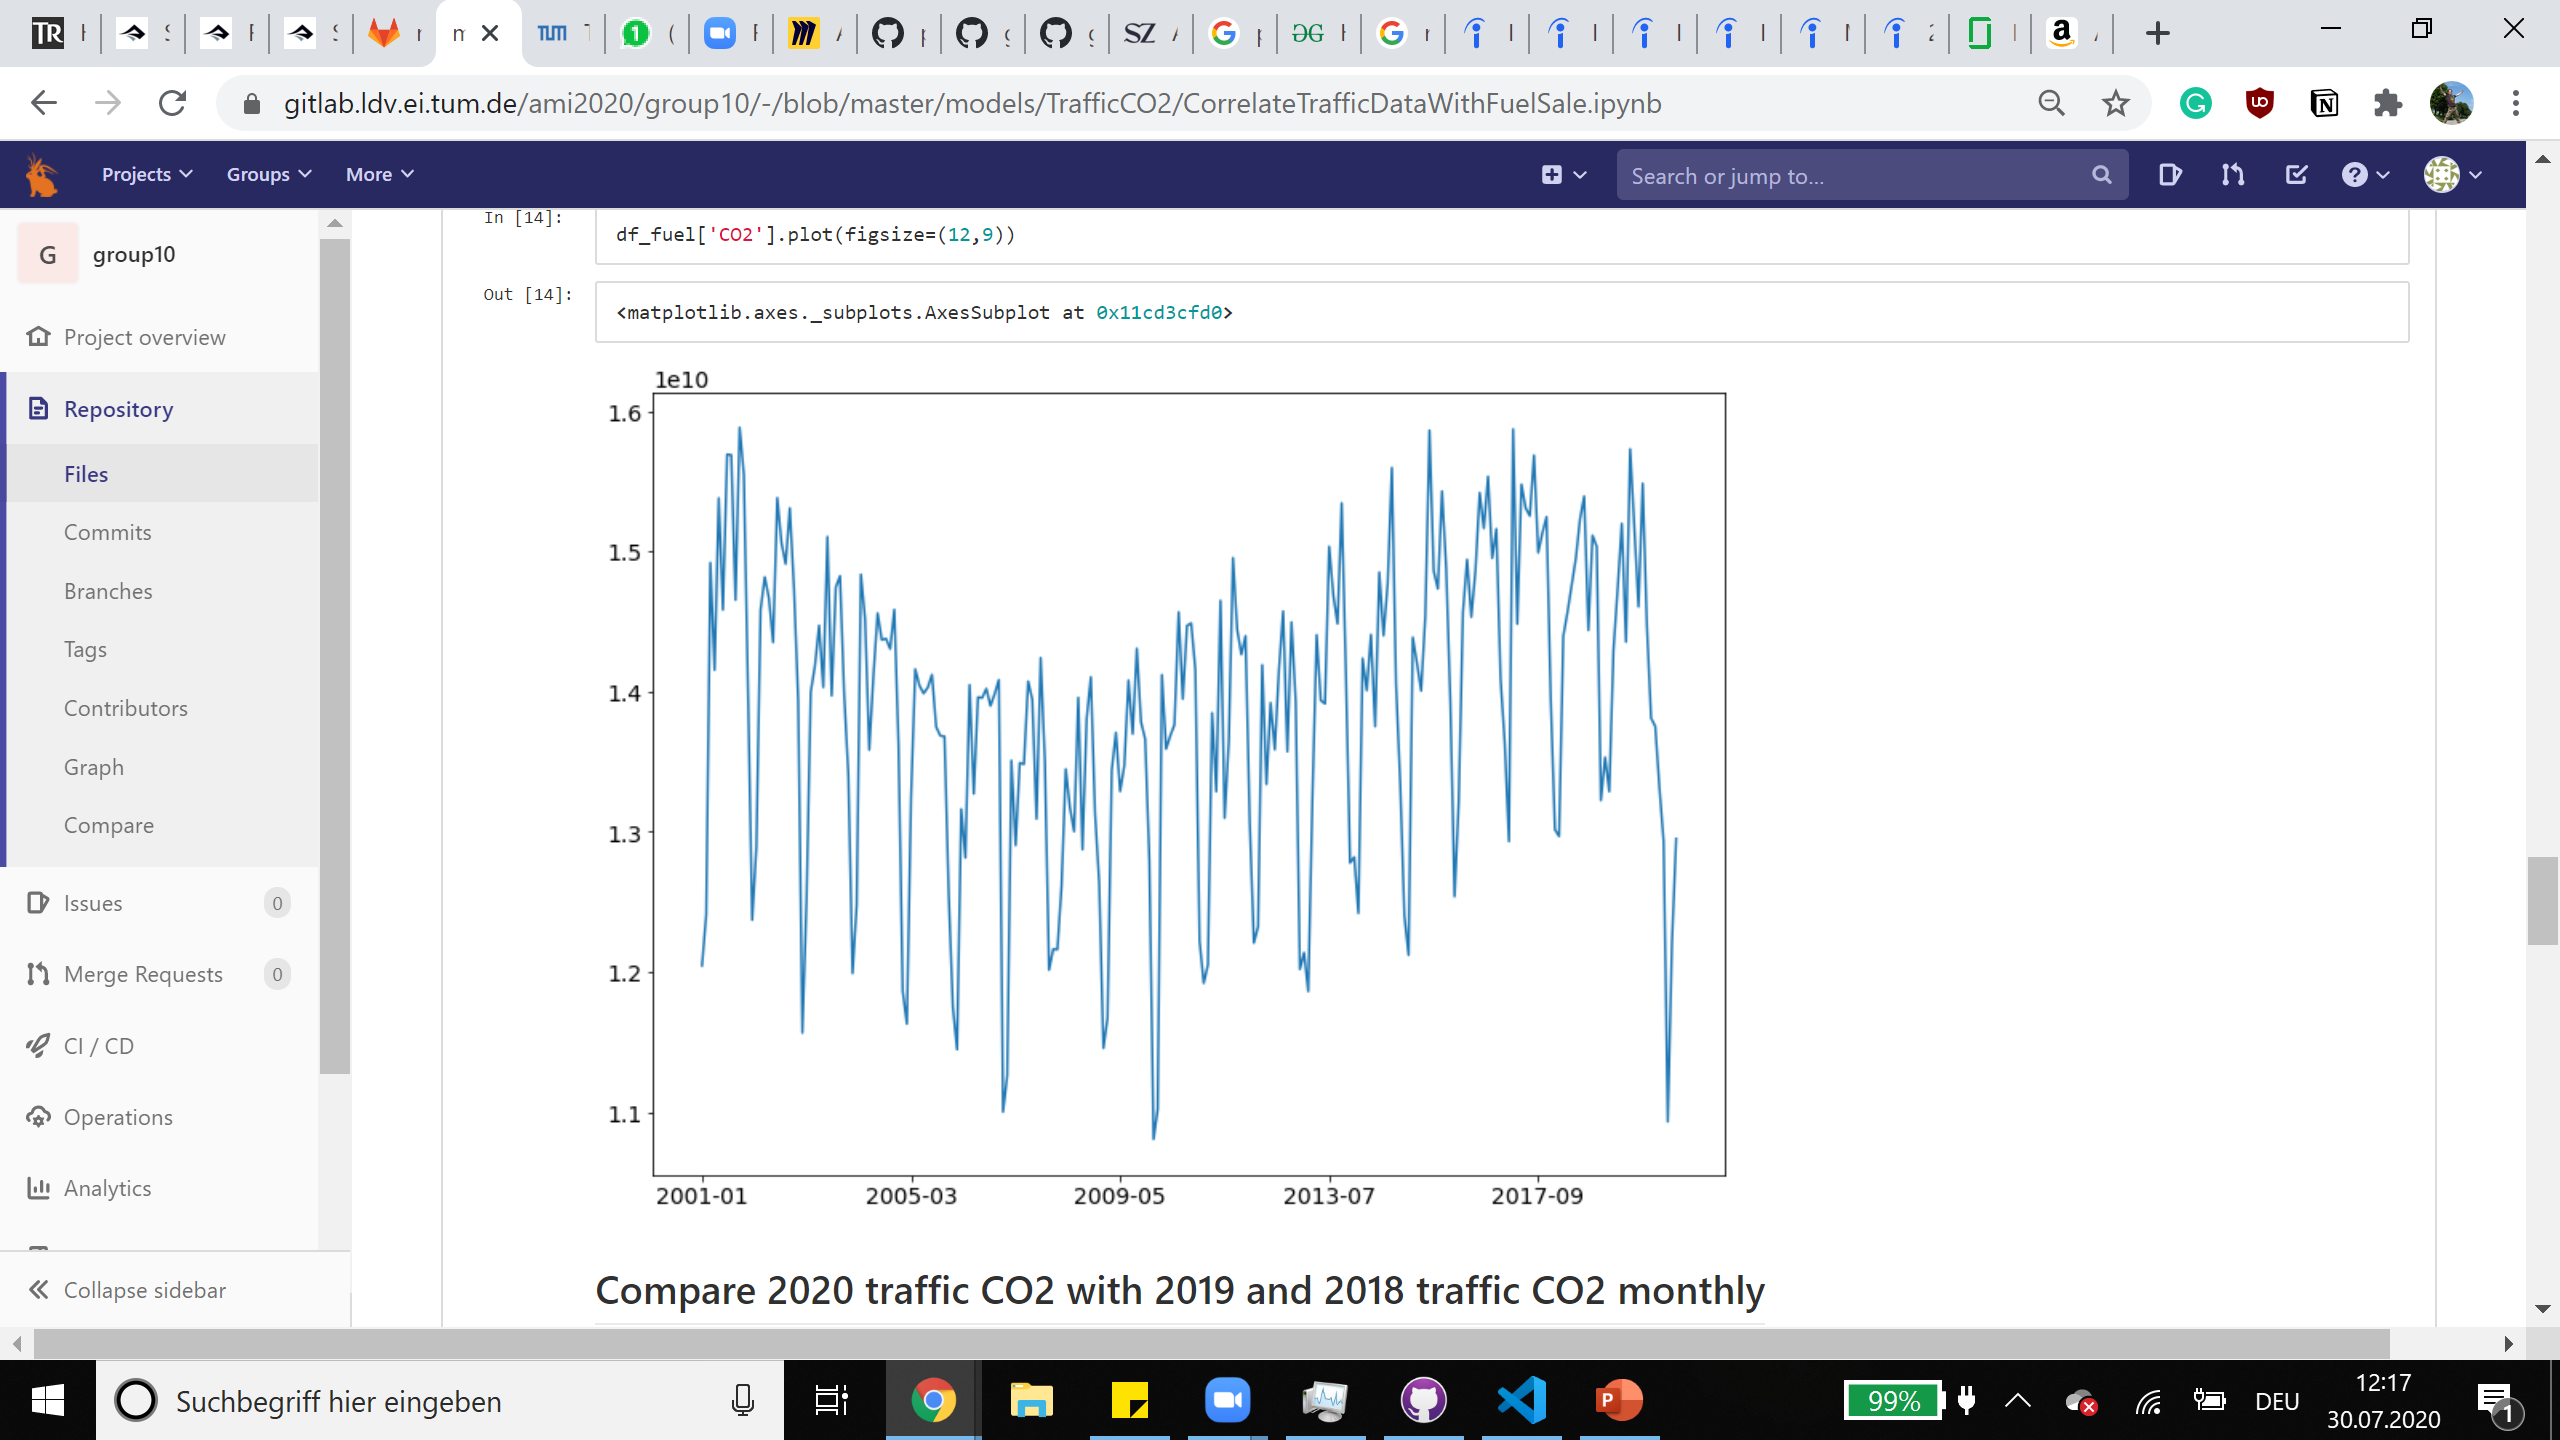 TR
1
TUM
SZ
gitlab.ldv.ei.tum.de/ami2020/group10/-/blob/master/models/TrafficCO2/CorrelateTrafficDataWithFuelSale.ipynb
Projects
Groups
More
Search or jump to...
G
group10
Project overview
Repository
Files
Commits
Branches
Tags
Contributors
Graph
Compare
Issues 0
Merge Requests 0
CI / CD
Operations
Analytics
Collapse sidebar
In [14]:
df_fuel['CO2'].plot(figsize=(12,9))
Out [14]:
<matplotlib.axes._subplots.AxesSubplot at 0x11cd3cfd0>
1e10
1.6
1.5
1.4
1.3
1.2
1.1
2001-01 2005-03 2009-05 2013-07 2017-09
Compare 2020 traffic CO2 with 2019 and 2018 traffic CO2 monthly
Suchbegriff hier eingeben
99%
DEU
12:17
30.07.2020
1